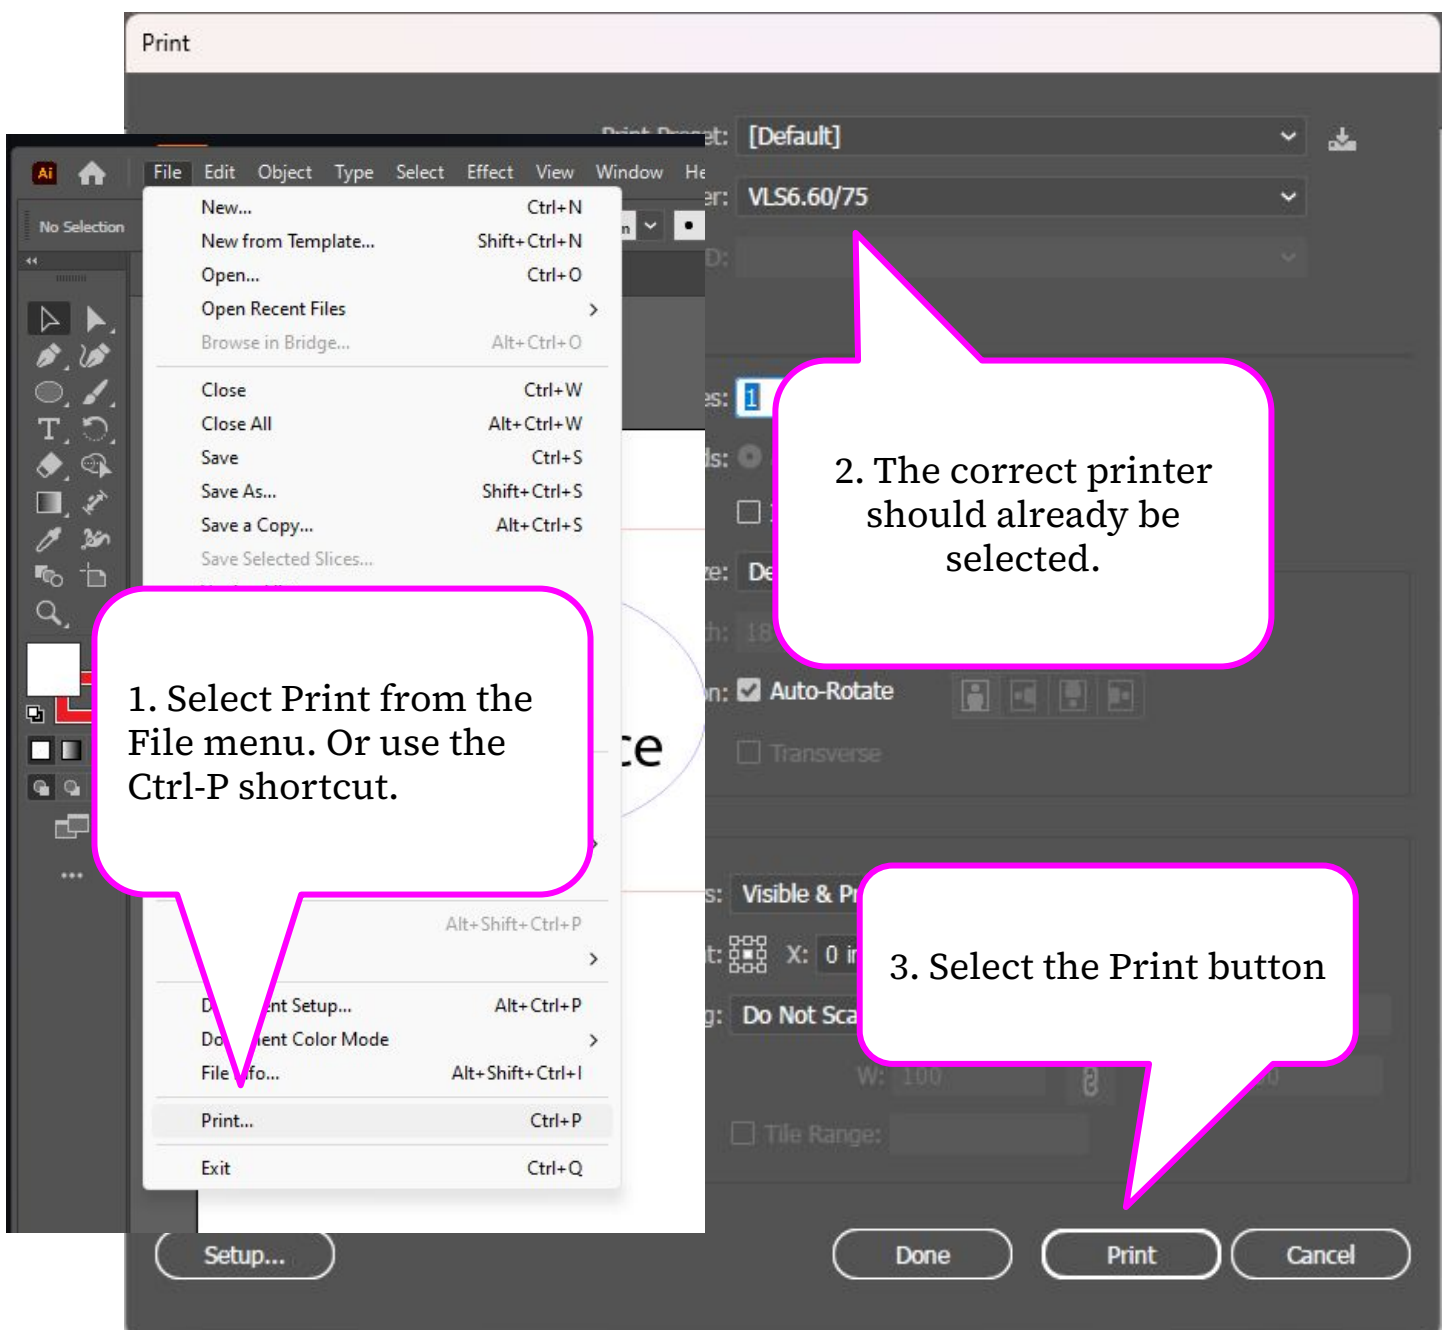 Print
[Default]
VLS6.60/75
Ai
File Edit Object Type Select Effect View Window
No Selection
New... Ctrl+N
New from Template... Shift+Ctrl+N
Open... Ctrl+O
Open Recent Files
Browse in Bridge... Alt+Ctrl+O
Close Ctrl+W
Close All Alt+Ctrl+W
Save Ctrl+S
Save As... Shift+Ctrl+S
Save a Copy... Alt+Ctrl+S
Save Selected Slices...
1. Select Print from the
File menu. Or use the
Ctrl-P shortcut.
Alt+Shift+Ctrl+P
Setup... Alt+Ctrl+P
Color Mode
File Alt+Shift+Ctrl+I
Print... Ctrl+P
Exit Ctrl+Q
1
2. The correct printer
should already be
selected.
Auto-Rotate
Transverse
Visible &
X: 0
3. Select the Print button
Do Not
W: 100
Tile Range:
Setup... Done Print Cancel